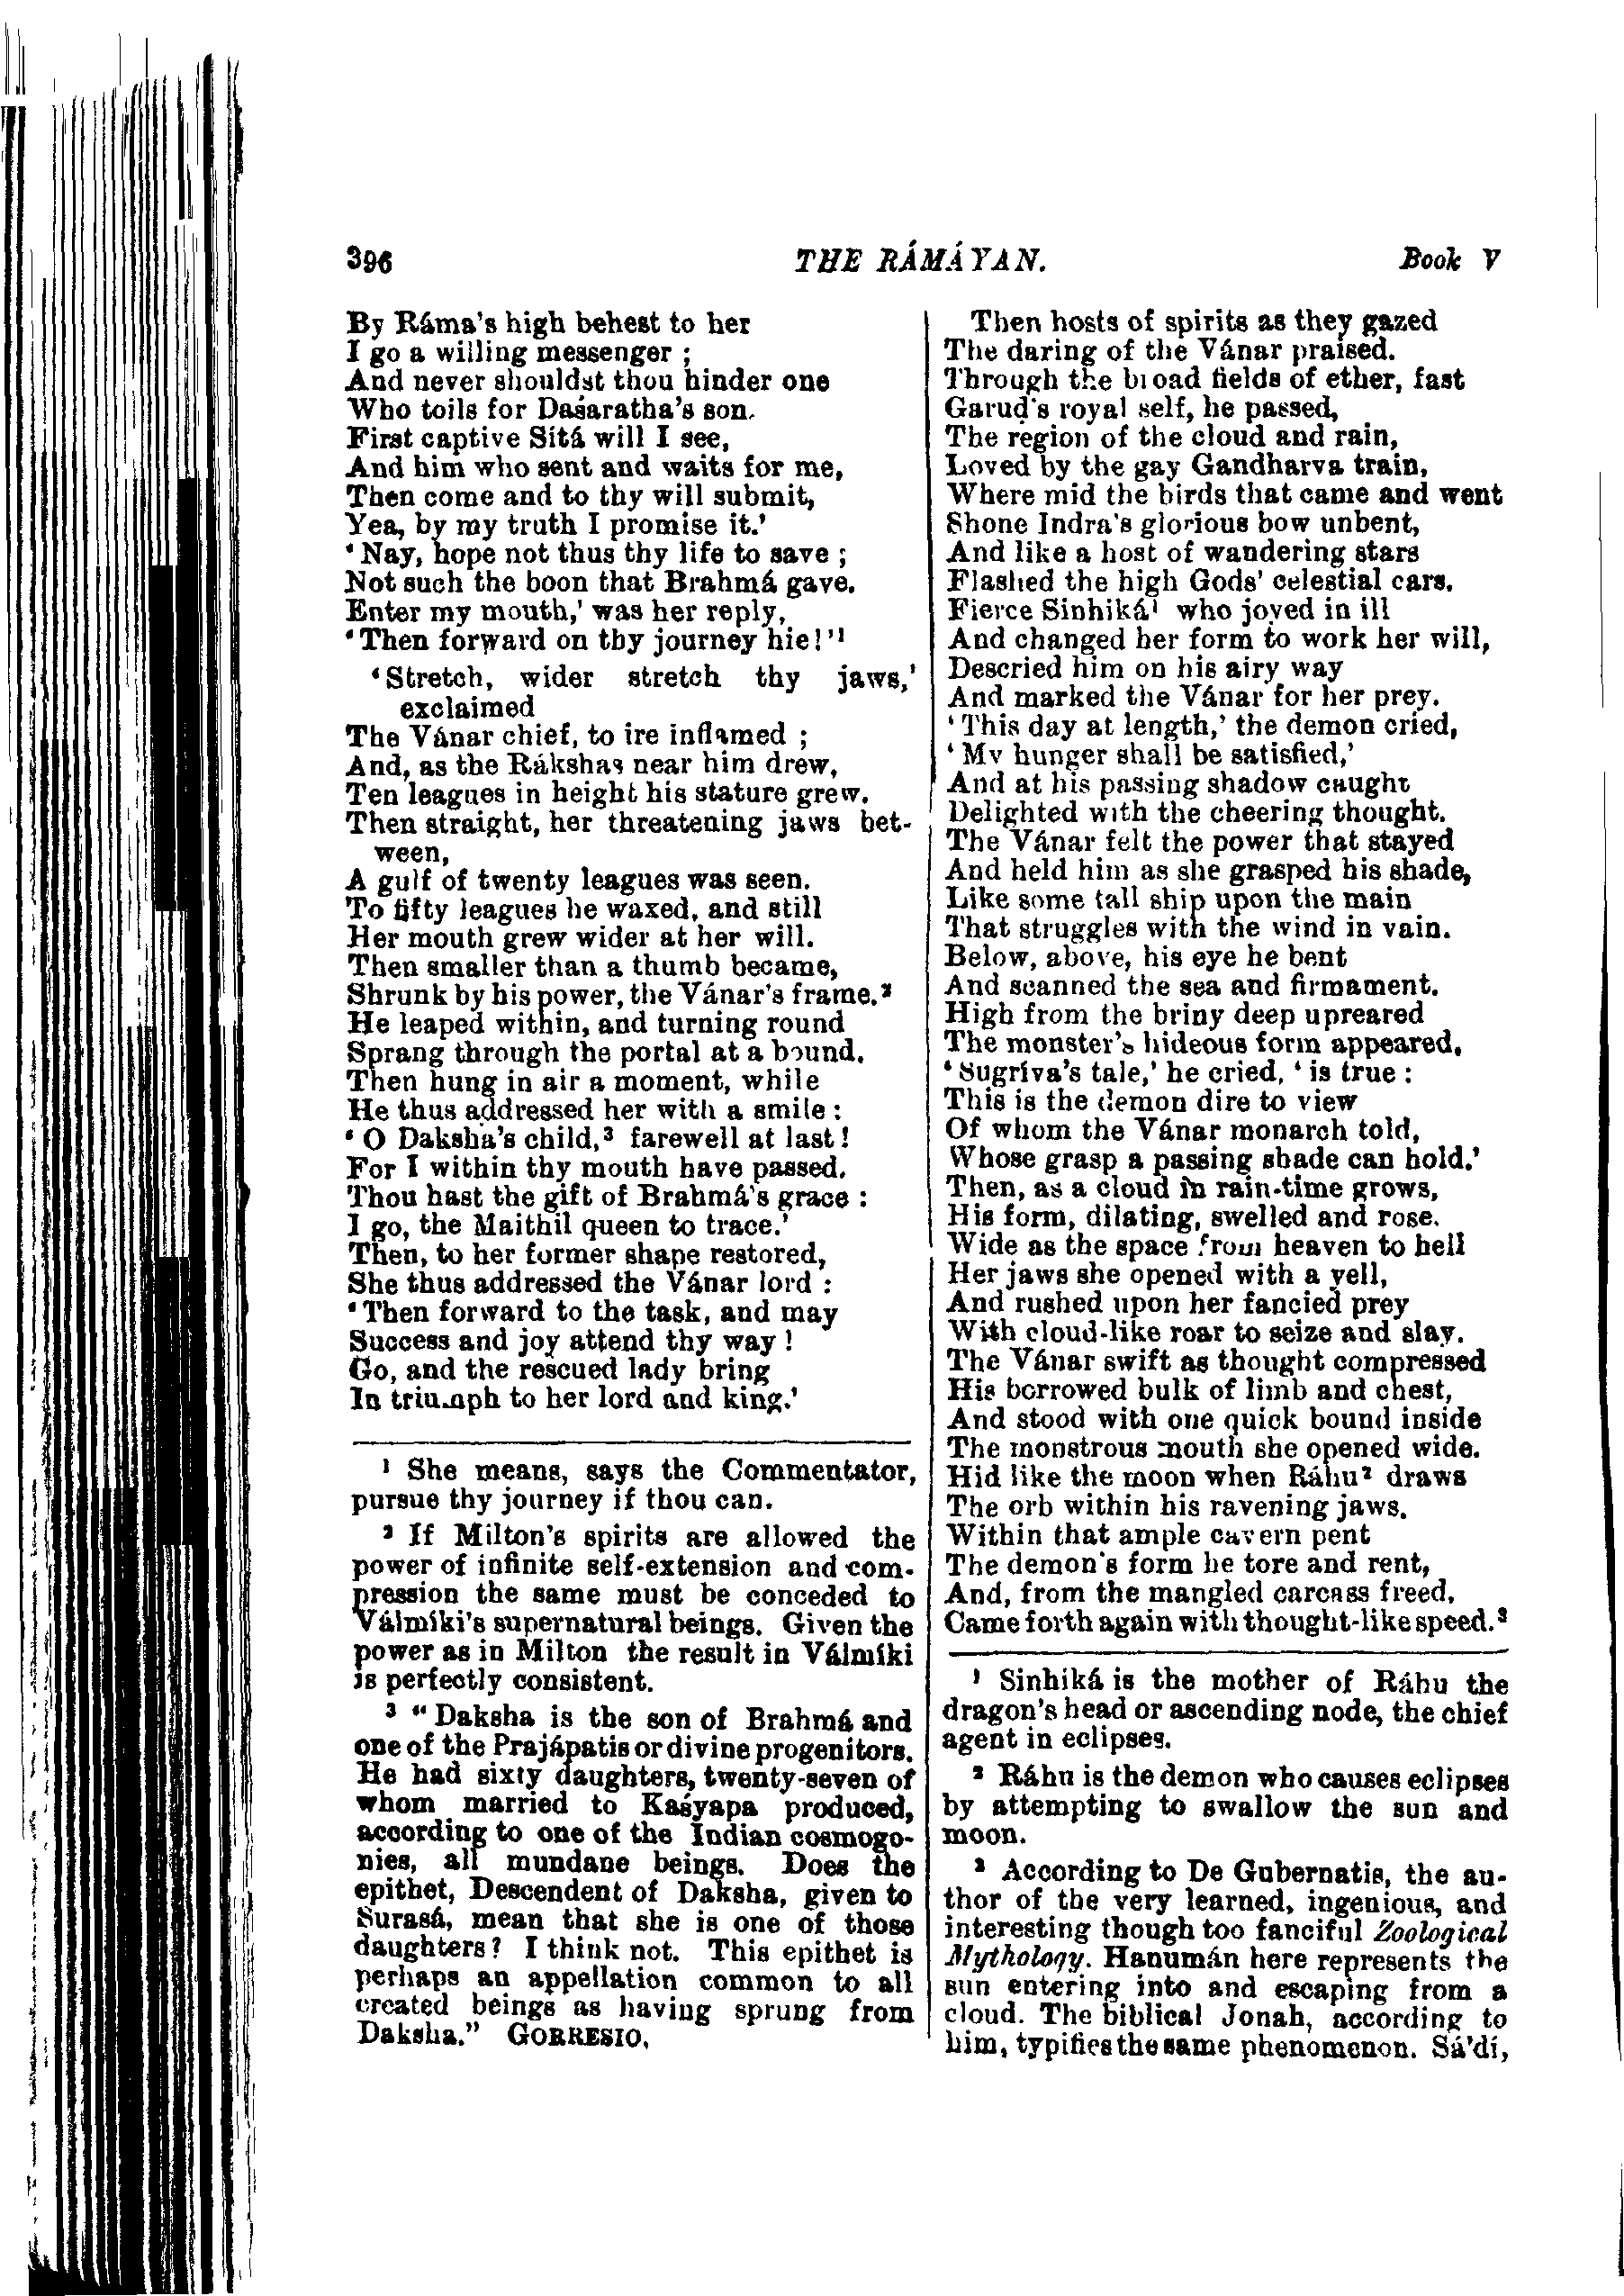 396 THE RÁMÁYAN. Book V
By Ráma's high behest to her
I go a willing messenger ;
And never shouldst thou hinder one
Who toils for Daśaratha's son.
First captive Sítá will I see,
And him who sent and waits for me,
Then come and to thy will submit,
Yea, by my truth I promise it.'
‘ Nay, hope not thus thy life to save ;
Not such the boon that Brahmá gave.
Enter my mouth,' was her reply,
‘ Then forward on thy journey hie!'’¹
‘ Stretch, wider stretch thy jaws,'
exclaimed
The Vánar chief, to ire inflamed ;
And, as the Rákshas near him drew,
Ten leagues in height his stature grew.
Then straight, her threatening jaws bet-
ween,
A gulf of twenty leagues was seen.
To fifty leagues he waxed, and still
Her mouth grew wider at her will.
Then smaller than a thumb became,
Shrunk by his power, the Vánar's frame.²
He leaped within, and turning round
Sprang through the portal at a bound.
Then hung in air a moment, while
He thus addressed her with a smile :
‘ O Daksha's child,³ farewell at last !
For I within thy mouth have passed.
Thou hast the gift of Brahmá's grace :
I go, the Maithil queen to trace.'
Then, to her former shape restored,
She thus addressed the Vánar lord :
‘ Then forward to the task, and may
Success and joy attend thy way !
Go, and the rescued lady bring
In triumph to her lord and king.'
¹ She means, says the Commentator,
pursue thy journey if thou can.
² If Milton's spirits are allowed the
power of infinite self-extension and com-
pression the same must be conceded to
Válmíki's supernatural beings. Given the
power as in Milton the result in Válmíki
is perfectly consistent.
³ “ Daksha is the son of Brahmá and
one of the Prajápatis or divine progenitors.
He had sixty daughters, twenty-seven of
whom married to Kaśyapa produced,
according to one of the Indian cosmogo-
nies, all mundane beings. Does the
epithet, Descendent of Daksha, given to
Surasá, mean that she is one of those
daughters? I think not. This epithet is
perhaps an appellation common to all
created beings as having sprung from
Daksha.” GORRESIO.
Then hosts of spirits as they gazed
The daring of the Vánar praised.
Through the broad fields of ether, fast
Garuḍ's royal self, he passed,
The region of the cloud and rain,
Loved by the gay Gandharva train,
Where mid the birds that came and went
Shone Indra's glorious bow unbent,
And like a host of wandering stars
Flashed the high Gods' celestial cars.
Fierce Sinhiká¹ who joyed in ill
And changed her form to work her will,
Descried him on his airy way
And marked the Vánar for her prey.
‘ This day at length,' the demon cried,
‘ My hunger shall be satisfied,'
And at his passing shadow caught
Delighted with the cheering thought.
The Vánar felt the power that stayed
And held him as she grasped his shade,
Like some tall ship upon the main
That struggles with the wind in vain.
Below, above, his eye he bent
And scanned the sea and firmament.
High from the briny deep upreared
The monster's hideous form appeared.
‘ Sugríva's tale,' he cried, ‘ is true :
This is the demon dire to view
Of whom the Vánar monarch told,
Whose grasp a passing shade can hold.'
Then, as a cloud in rain-time grows,
His form, dilating, swelled and rose.
Wide as the space from heaven to hell
Her jaws she opened with a yell,
And rushed upon her fancied prey
With cloud-like roar to seize and slay.
The Vánar swift as thought compressed
His borrowed bulk of limb and chest,
And stood with one quick bound inside
The monstrous mouth she opened wide.
Hid like the moon when Ráhu² draws
The orb within his ravening jaws.
Within that ample cavern pent
The demon's form he tore and rent,
And, from the mangled carcass freed,
Came forth again with thought-like speed.³
¹ Sinhiká is the mother of Ráhu the
dragon's head or ascending node, the chief
agent in eclipses.
² Ráhu is the demon who causes eclipses
by attempting to swallow the sun and
moon.
³ According to De Gubernatis, the au-
thor of the very learned, ingenious, and
interesting though too fanciful Zoological
Mythology. Hanumán here represents the
sun entering into and escaping from a
cloud. The biblical Jonah, according to
him, typifies the same phenomenon. Sá'dí,